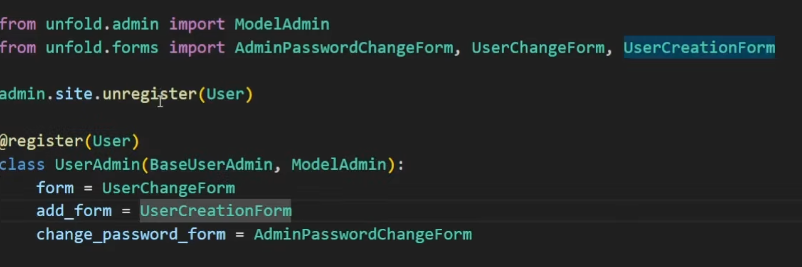 from unfold.admin import ModelAdmin
from unfold.forms import AdminPasswordChangeForm, UserChangeForm, UserCreationForm
admin.site.unregister(User)
@register(User)
class UserAdmin(BaseUserAdmin, ModelAdmin):
    form = UserChangeForm
    add_form = UserCreationForm
    change_password_form = AdminPasswordChangeForm